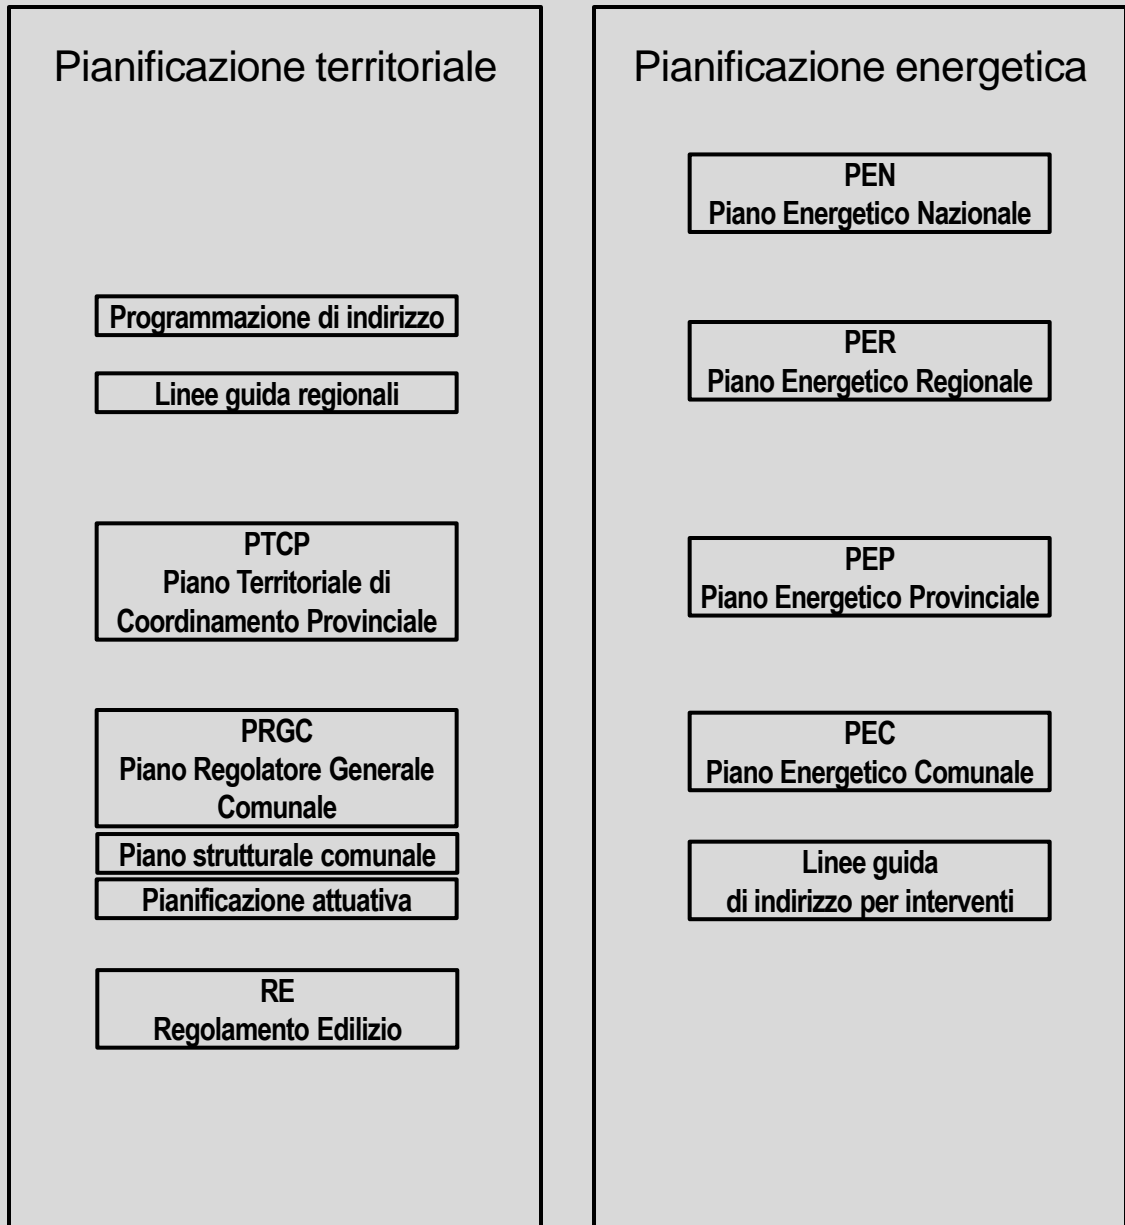 Pianificazione territoriale
Programmazione di indirizzo
Linee guida regionali
PTCP
Piano Territoriale di
Coordinamento Provinciale
PRGC
Piano Regolatore Generale
Comunale
Piano strutturale comunale
Pianificazione attuativa
RE
Regolamento Edilizio
Pianificazione energetica
PEN
Piano Energetico Nazionale
PER
Piano Energetico Regionale
PEP
Piano Energetico Provinciale
PEC
Piano Energetico Comunale
Linee guida
di indirizzo per interventi